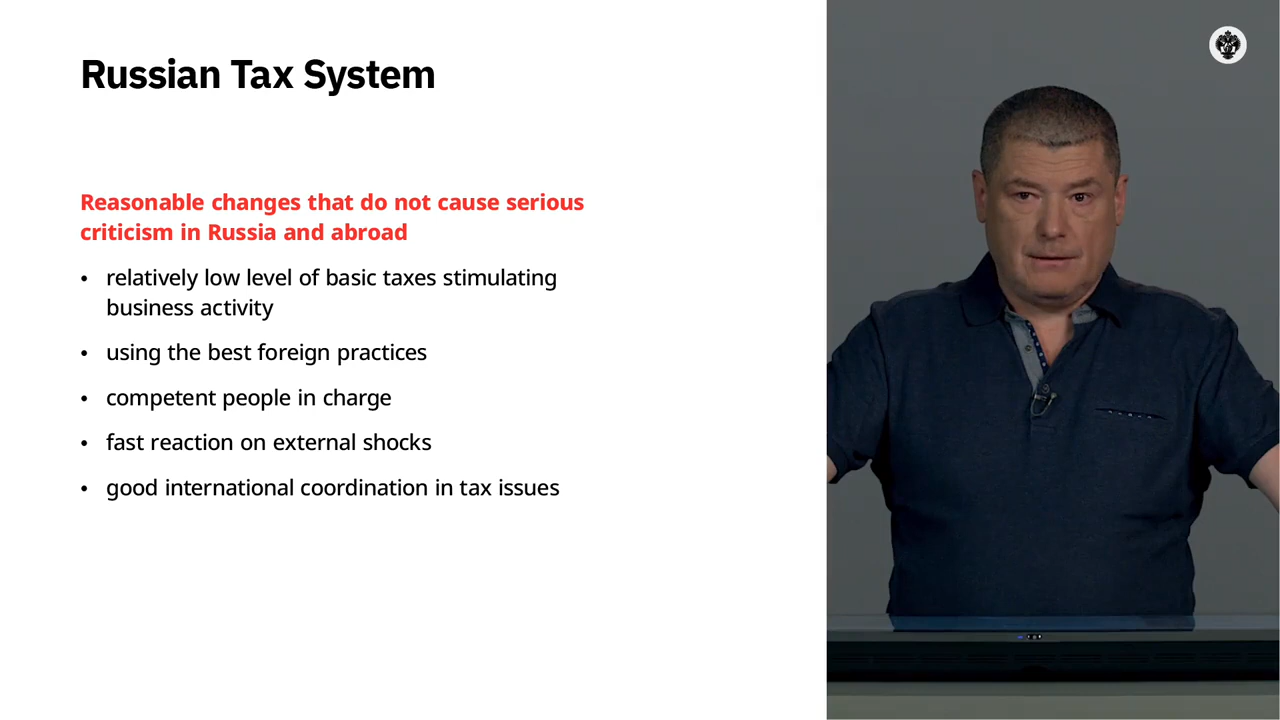 Russian Tax System
Reasonable changes that do not cause serious
criticism in Russia and abroad
• relatively low level of basic taxes stimulating
business activity
• using the best foreign practices
• competent people in charge
• fast reaction on external shocks
• good international coordination in tax issues